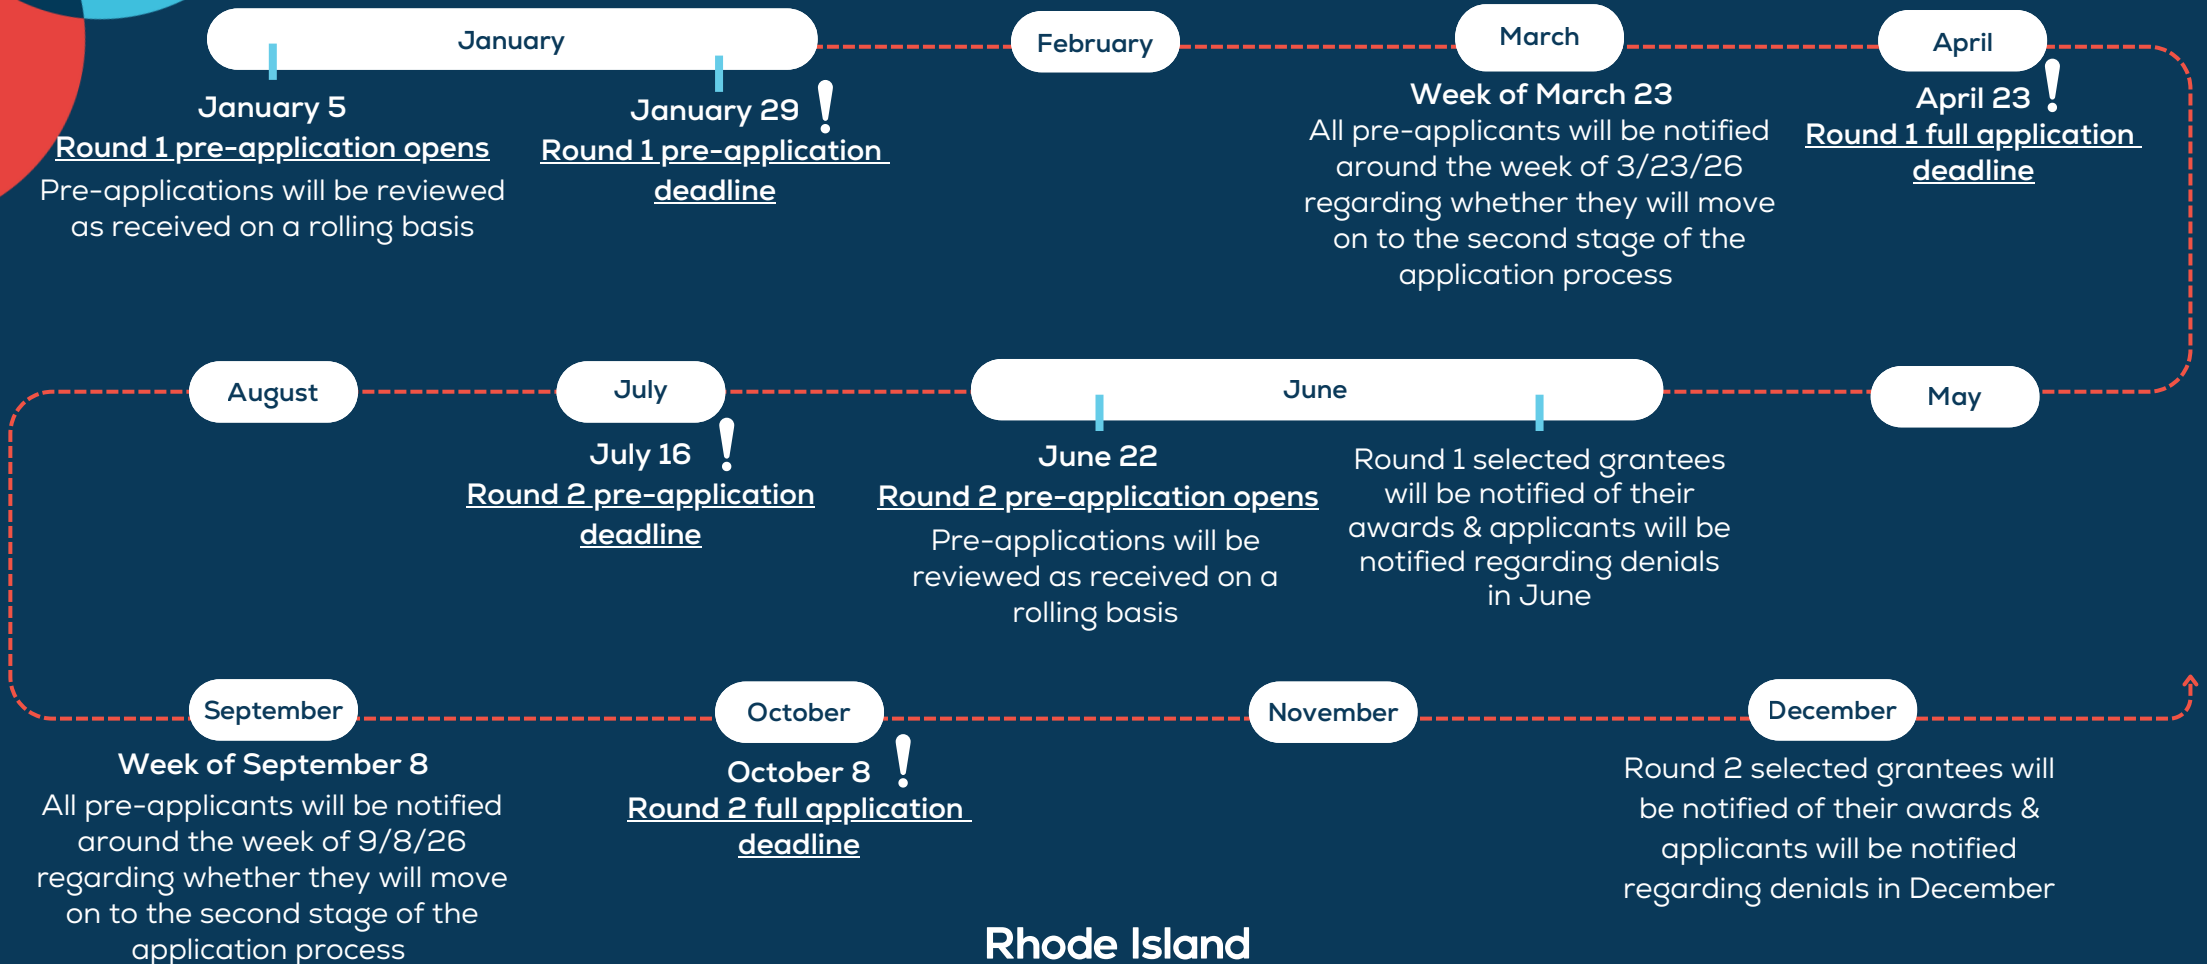 January
January 5
Round 1 pre-application opens
Pre-applications will be reviewed
as received on a rolling basis
January 29 !
Round 1 pre-application
deadline
February
March
Week of March 23
All pre-applicants will be notified
around the week of 3/23/26
regarding whether they will move
on to the second stage of the
application process
April
April 23 !
Round 1 full application
deadline
May
June
Round 1 selected grantees
will be notified of their
awards & applicants will be
notified regarding denials
in June
June 22
Round 2 pre-application opens
Pre-applications will be
reviewed as received on a
rolling basis
July
July 16 !
Round 2 pre-application
deadline
August
September
Week of September 8
All pre-applicants will be notified
around the week of 9/8/26
regarding whether they will move
on to the second stage of the
application process
October
October 8 !
Round 2 full application
deadline
November
December
Round 2 selected grantees will
be notified of their awards &
applicants will be notified
regarding denials in December
Rhode Island